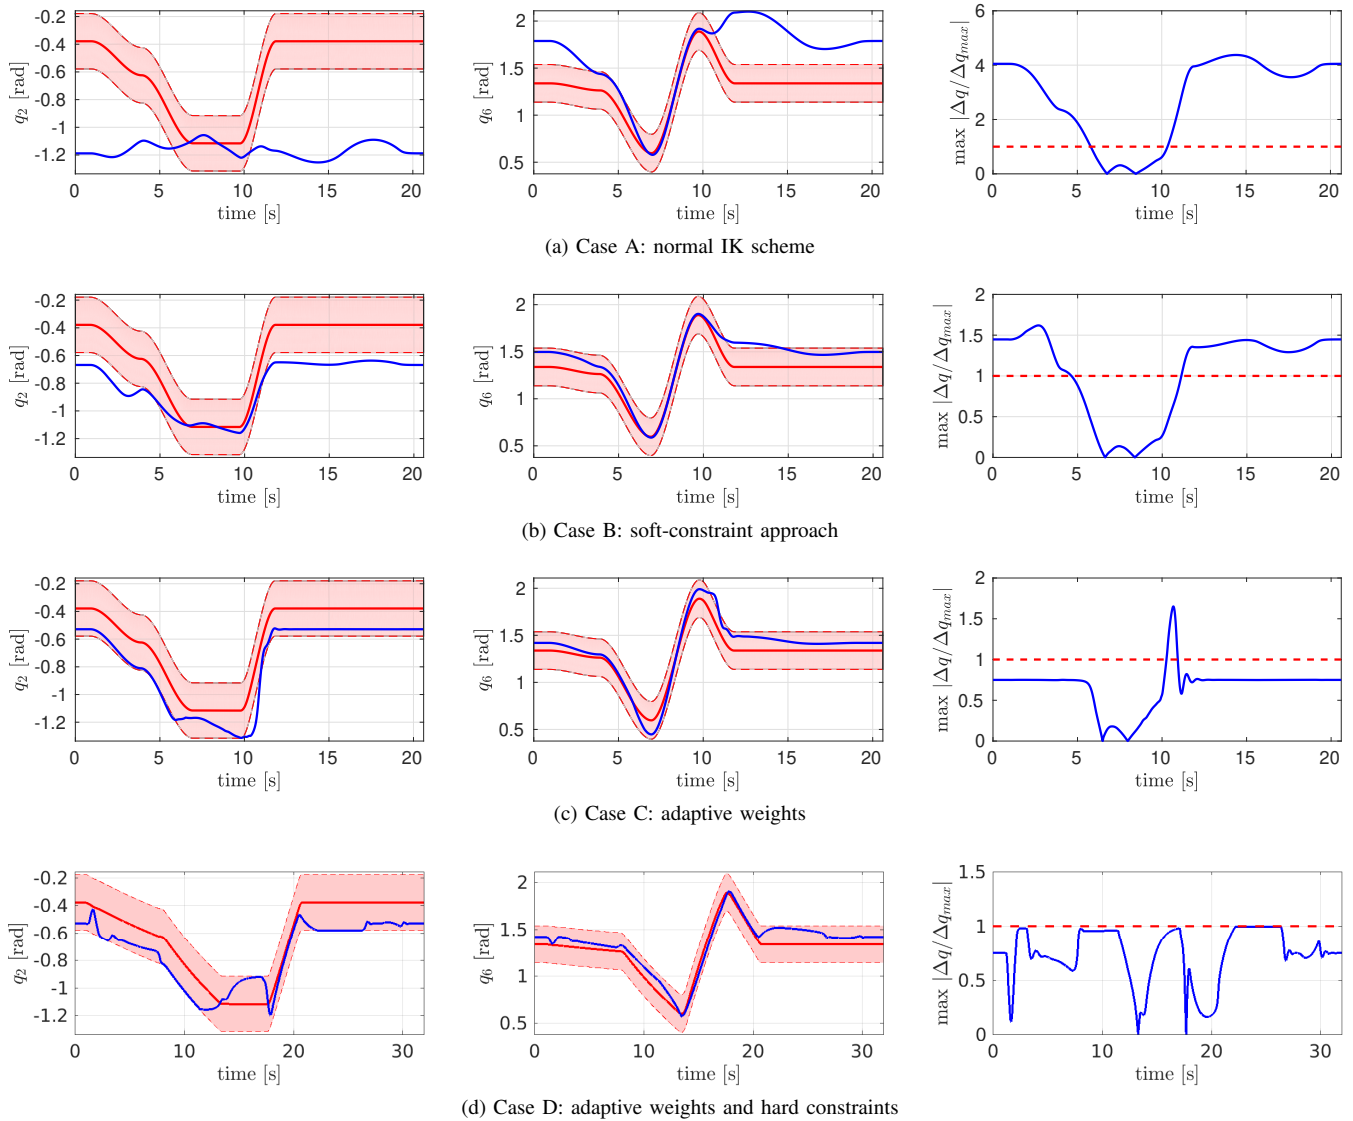 -0.2
-0.4
-0.6
-0.8
-1
-1.2
q2 [rad]
0 5 10 15 20
time [s]
2
1.5
1
0.5
q6 [rad]
0 5 10 15 20
time [s]
6
4
2
0
max |Δq/Δqmax|
0 5 10 15 20
time [s]
(a) Case A: normal IK scheme
-0.2
-0.4
-0.6
-0.8
-1
-1.2
q2 [rad]
0 5 10 15 20
time [s]
2
1.5
1
0.5
q6 [rad]
0 5 10 15 20
time [s]
2
1.5
1
0.5
0
max |Δq/Δqmax|
0 5 10 15 20
time [s]
(b) Case B: soft-constraint approach
-0.2
-0.4
-0.6
-0.8
-1
-1.2
q2 [rad]
0 5 10 15 20
time [s]
2
1.5
1
0.5
q6 [rad]
0 5 10 15 20
time [s]
2
1.5
1
0.5
0
max |Δq/Δqmax|
0 5 10 15 20
time [s]
(c) Case C: adaptive weights
-0.2
-0.4
-0.6
-0.8
-1
-1.2
q2 [rad]
0 10 20 30
time [s]
2
1.5
1
0.5
q6 [rad]
0 10 20 30
time [s]
1.5
1
0.5
0
max |Δq/Δqmax|
0 10 20 30
time [s]
(d) Case D: adaptive weights and hard constraints